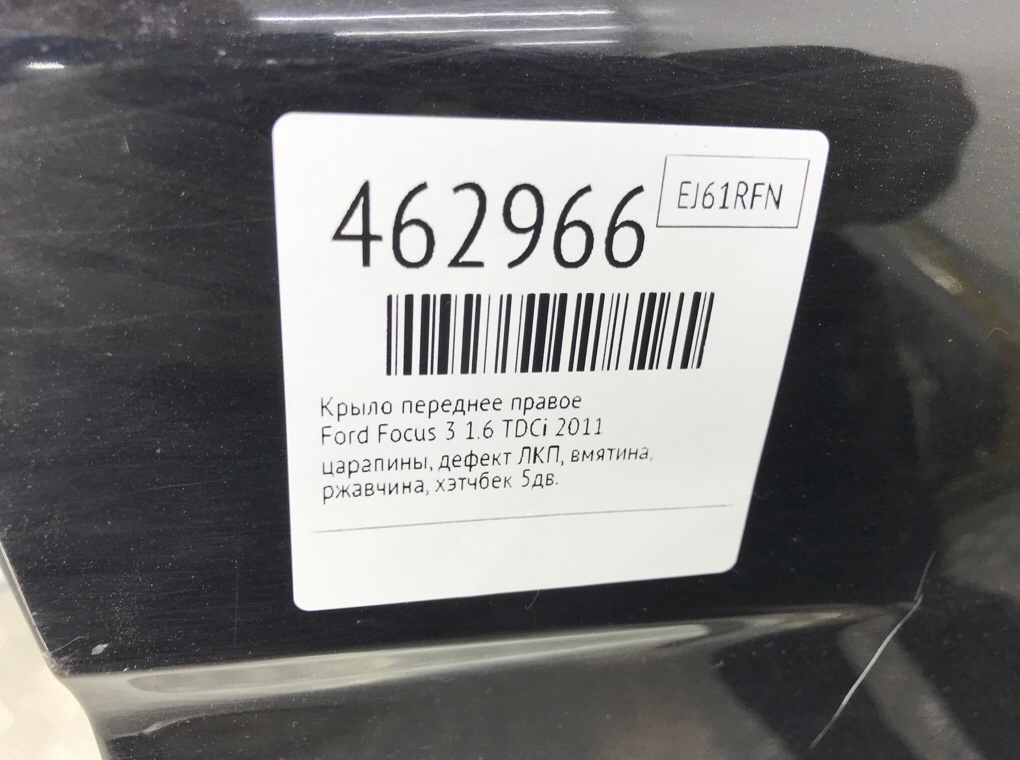 462966
EJ61RFN
Крыло переднее правое
Ford Focus 3 1.6 TDCi 2011
царапины, дефект ЛКП, вмятина,
ржавчина, хэтчбек 5дв.